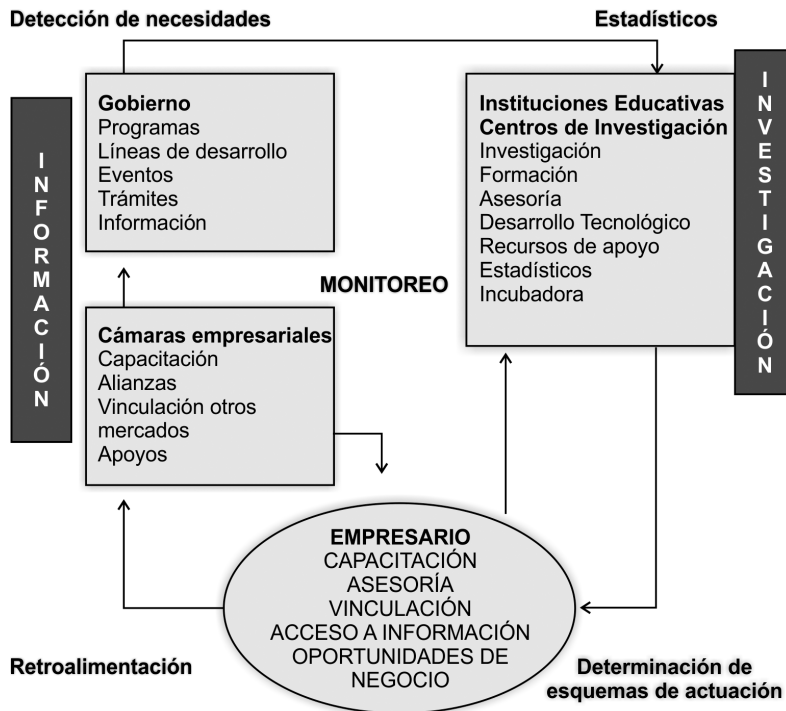 Detección de necesidades
Estadísticos
INFORMACIÓN
Gobierno
Programas
Líneas de desarrollo
Eventos
Trámites
Información
Instituciones Educativas
Centros de Investigación
Investigación
Formación
Asesoría
Desarrollo Tecnológico
Recursos de apoyo
Estadísticos
Incubadora
INVESTIGACIÓN
MONITOREO
Cámaras empresariales
Capacitación
Alianzas
Vinculación otros
mercados
Apoyos
EMPRESARIO
CAPACITACIÓN
ASESORÍA
VINCULACIÓN
ACCESO A INFORMACIÓN
OPORTUNIDADES DE
NEGOCIO
Retroalimentación
Determinación de
esquemas de actuación